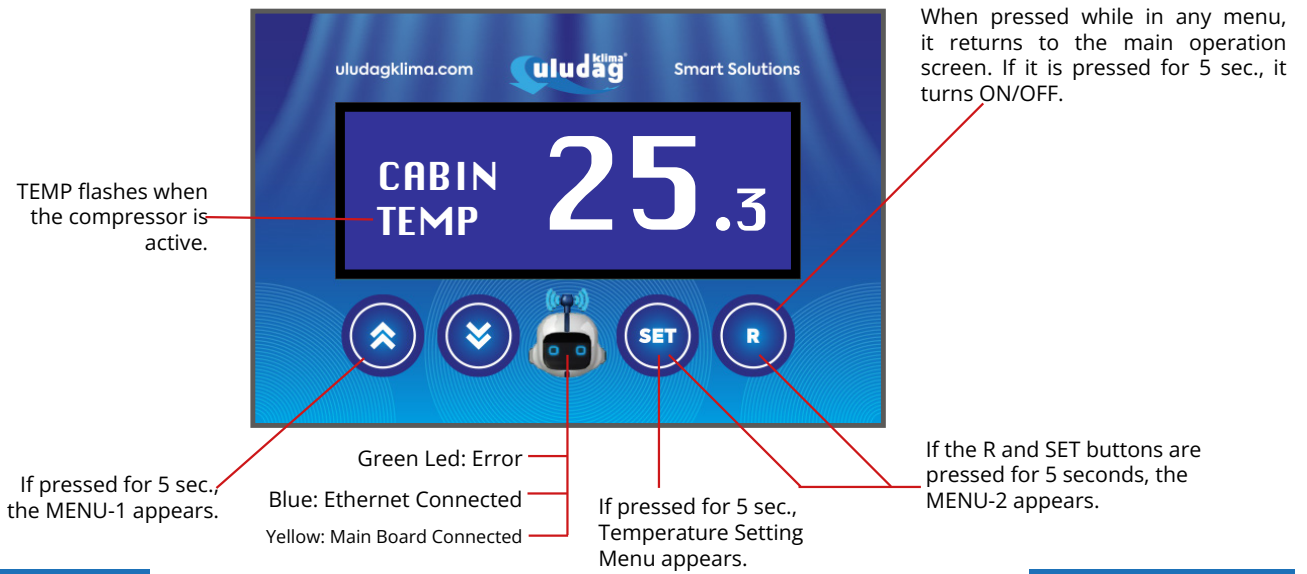 When pressed while in any menu,
it returns to the main operation
screen. If it is pressed for 5 sec., it
turns ON/OFF.
uludagklima.com
klima
uludağ
Smart Solutions
CABIN
TEMP
25.3
TEMP flashes when
the compressor is
active.
SET
R
If pressed for 5 sec.,
the MENU-1 appears.
Green Led: Error
Blue: Ethernet Connected
Yellow: Main Board Connected
If pressed for 5 sec.,
Temperature Setting
Menu appears.
If the R and SET buttons are
pressed for 5 seconds, the
MENU-2 appears.